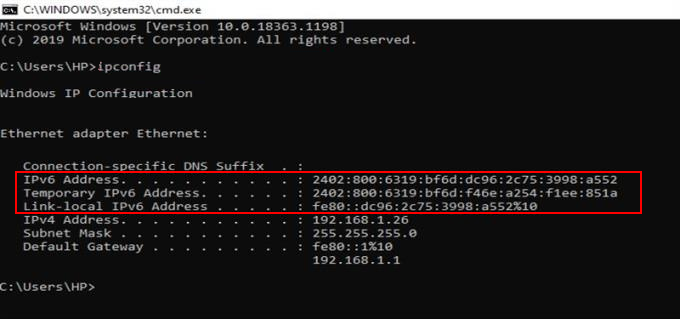 C:\WINDOWS\system32\cmd.exe
Microsoft Windows [Version 10.0.18363.1198]
(c) 2019 Microsoft Corporation. All rights reserved.
C:\Users\HP>ipconfig
Windows IP Configuration
Ethernet adapter Ethernet:
Connection-specific DNS Suffix . :
IPv6 Address. . . . . . . . . . . : 2402:800:6319:bf6d:dc96:2c75:3998:a552
Temporary IPv6 Address. . . . . . : 2402:800:6319:bf6d:f46e:a254:f1ee:851a
Link-local IPv6 Address . . . . . : fe80::dc96:2c75:3998:a552%10
IPv4 Address. . . . . . . . . . . : 192.168.1.26
Subnet Mask . . . . . . . . . . . : 255.255.255.0
Default Gateway . . . . . . . . . : fe80::1%10
192.168.1.1
C:\Users\HP>